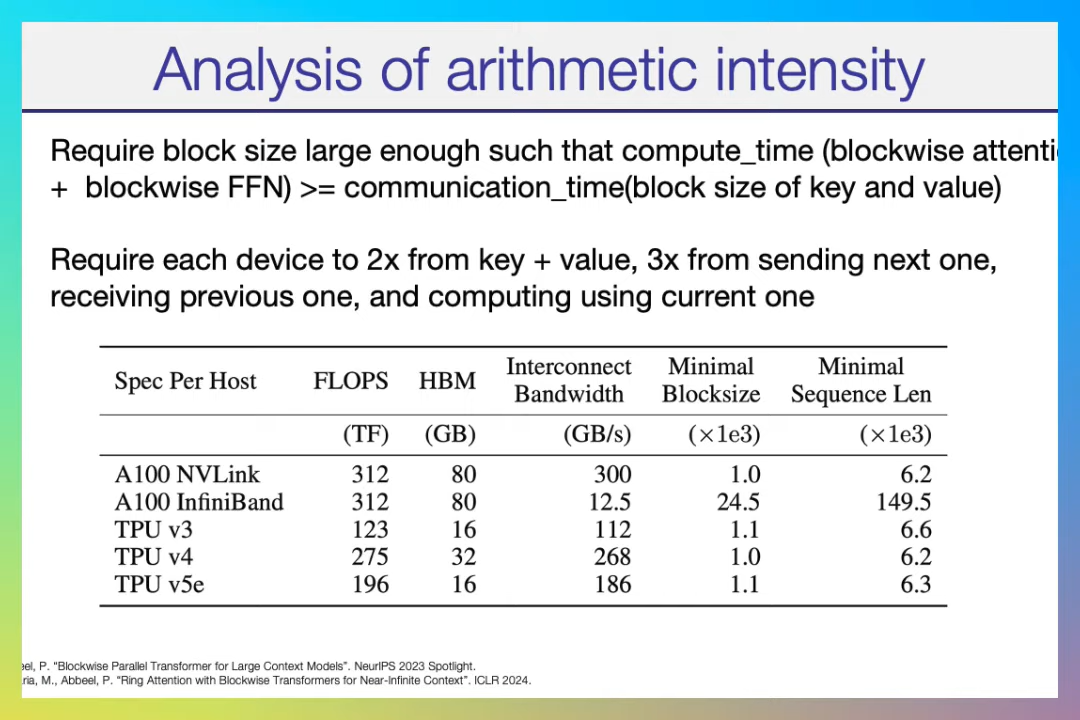 Analysis of arithmetic intensity
Require block size large enough such that compute_time (blockwise
+ blockwise FFN) >= communication_time(block size of key and value)
Require each device to 2x from key + value, 3x from sending next one,
receiving previous one, and computing using current one
Spec Per Host FLOPS HBM Interconnect Bandwidth Minimal Blocksize Minimal Sequence Len
(TF) (GB) (GB/s) (×1e3) (×1e3)
A100 NVLink 312 80 300 1.0 6.2
A100 InfiniBand 312 80 12.5 24.5 149.5
TPU v3 123 16 112 1.1 6.6
TPU v4 275 32 268 1.0 6.2
TPU v5e 196 16 186 1.1 6.3
P. "Blockwise Parallel Transformer for Large Context Models". NeurIPS 2023 Spotlight.
M., Abbeel, P. "Ring Attention with Blockwise Transformers for Near-Infinite Context". ICLR 2024.